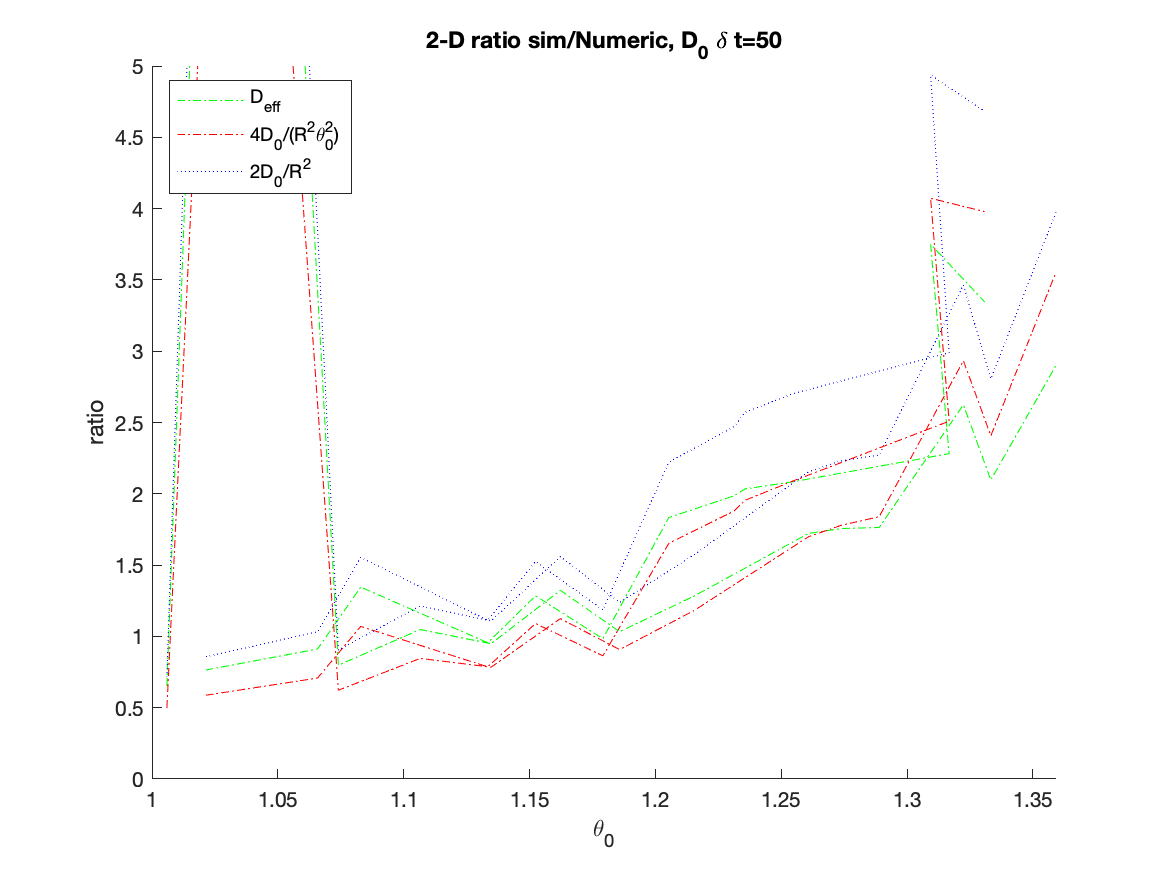 2-D ratio sim/Numeric, D₀ δ t=50
5
4.5
4
3.5
3
2.5
2
1.5
1
0.5
0
ratio
D_eff
4D₀/(R²θ₀²)
2D₀/R²
1 1.05 1.1 1.15 1.2 1.25 1.3 1.35
θ₀